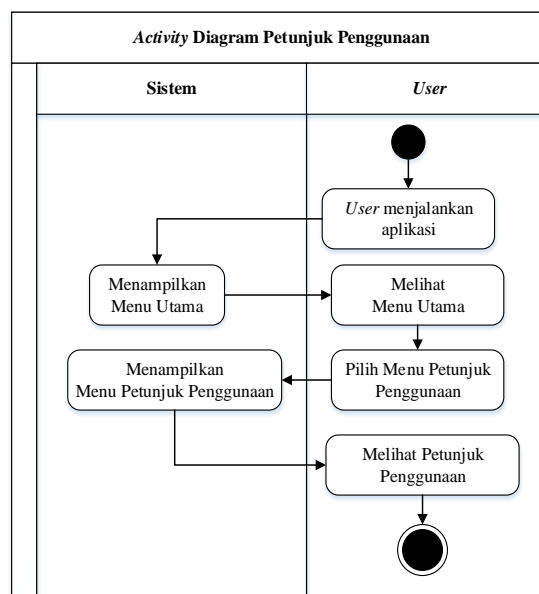 Activity Diagram Petunjuk Penggunaan
Sistem
User
User menjalankan
aplikasi
Menampilkan
Menu Utama
Melihat
Menu Utama
Menampilkan
Menu Petunjuk Penggunaan
Pilih Menu Petunjuk
Penggunaan
Melihat Petunjuk
Penggunaan